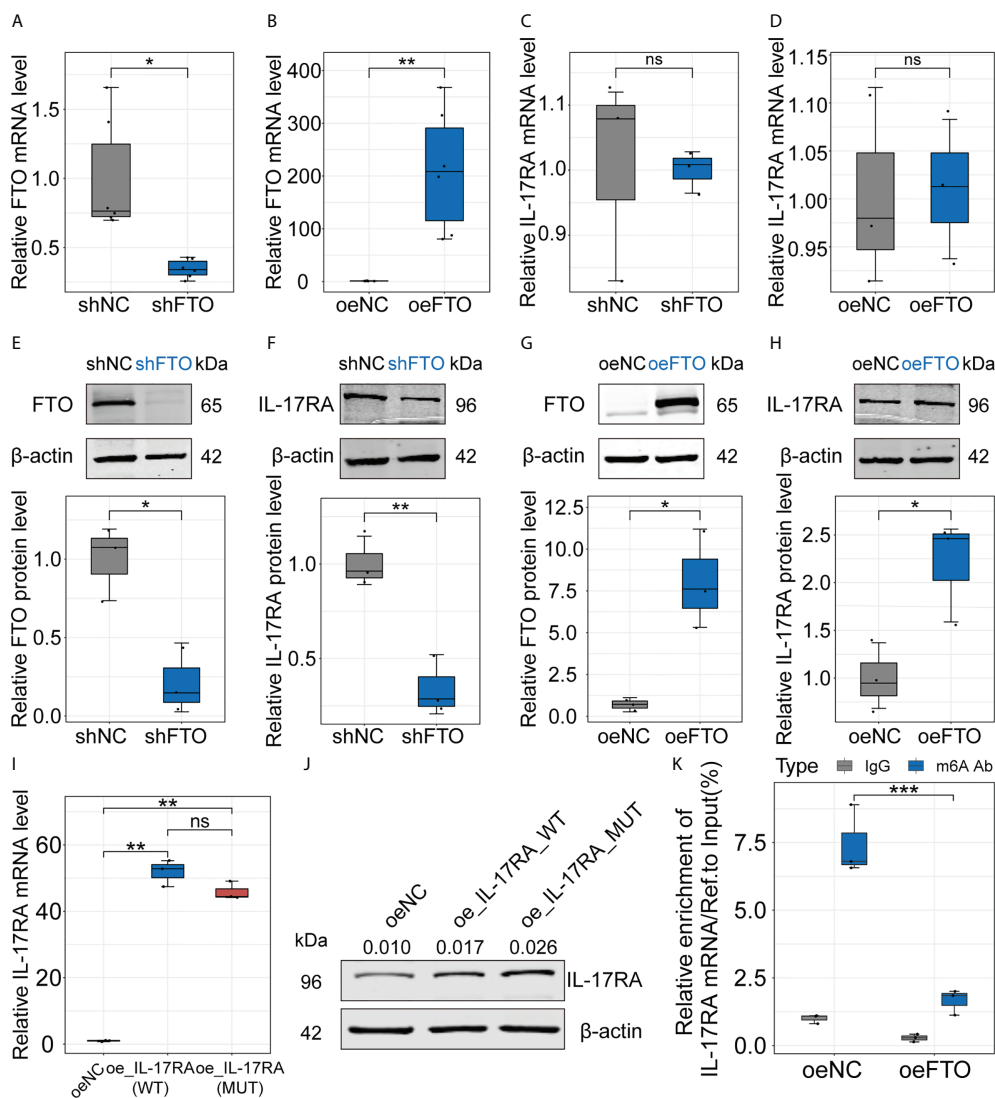 A
Relative FTO mRNA level
1.5
1.0
0.5
*
shNC shFTO
B
Relative FTO mRNA level
400
300
200
100
0
**
oeNC oeFTO
C
Relative IL-17RA mRNA level
1.1
1.0
0.9
ns
shNC shFTO
D
Relative IL-17RA mRNA level
1.15
1.10
1.05
1.00
0.95
ns
oeNC oeFTO
E
shNC shFTO kDa
FTO 65
β-actin 42
Relative FTO protein level
1.0
0.5
0.0
*
shNC shFTO
F
shNC shFTO kDa
IL-17RA 96
β-actin 42
Relative IL-17RA protein level
1.0
0.5
**
shNC shFTO
G
oeNC oeFTO kDa
FTO 65
β-actin 42
Relative FTO protein level
12.5
10.0
7.5
5.0
2.5
0.0
*
oeNC oeFTO
H
oeNC oeFTO kDa
IL-17RA 96
β-actin 42
Relative IL-17RA protein level
2.5
2.0
1.5
1.0
*
oeNC oeFTO
I
Relative IL-17RA mRNA level
60
40
20
0
**
ns
**
oeNC oe_IL-17RA oe_IL-17RA
(WT) (MUT)
J
oeNC oe_IL-17RA_WT oe_IL-17RA_MUT
kDa 0.010 0.017 0.026
96 IL-17RA
42 β-actin
K
Type IgG m6A Ab
Relative enrichment of
IL-17RA mRNA/Ref.to Input(%)
7.5
5.0
2.5
0.0
***
oeNC oeFTO